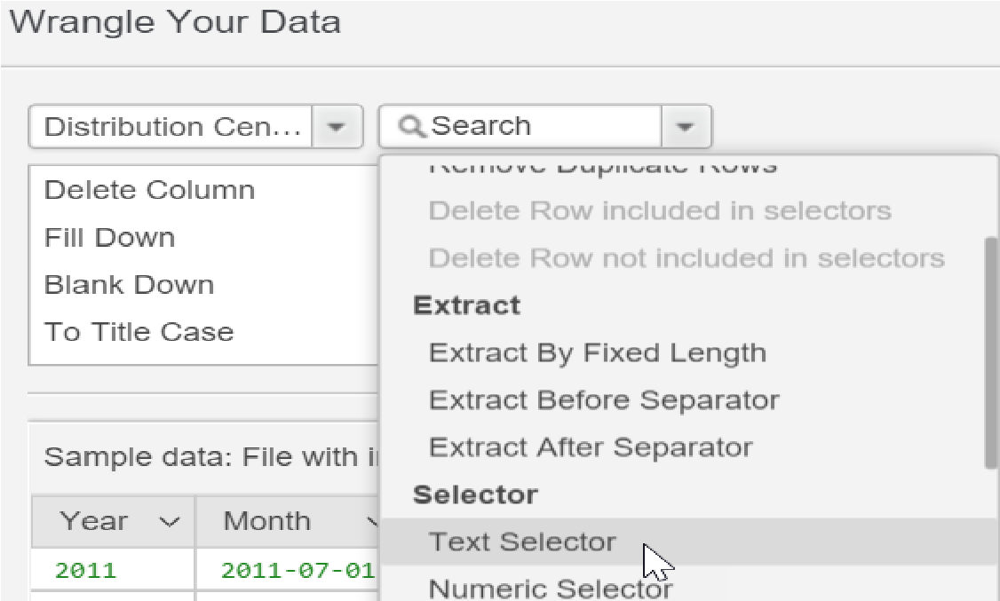 Wrangle Your Data
Distribution Cen...
Search
Delete Column
Fill Down
Blank Down
To Title Case
Remove Duplicate Rows
Delete Row included in selectors
Delete Row not included in selectors
Extract
Extract By Fixed Length
Extract Before Separator
Extract After Separator
Selector
Text Selector
Numeric Selector
Sample data: File with
Year Month
2011 2011-07-01